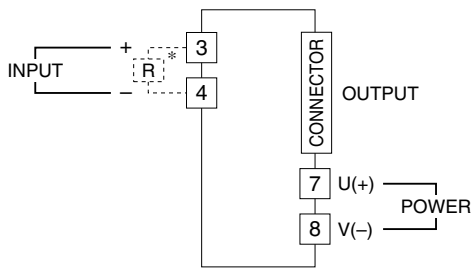 INPUT
+
–
R
*
3
4
CONNECTOR
OUTPUT
7
U(+)
8
V(–)
POWER